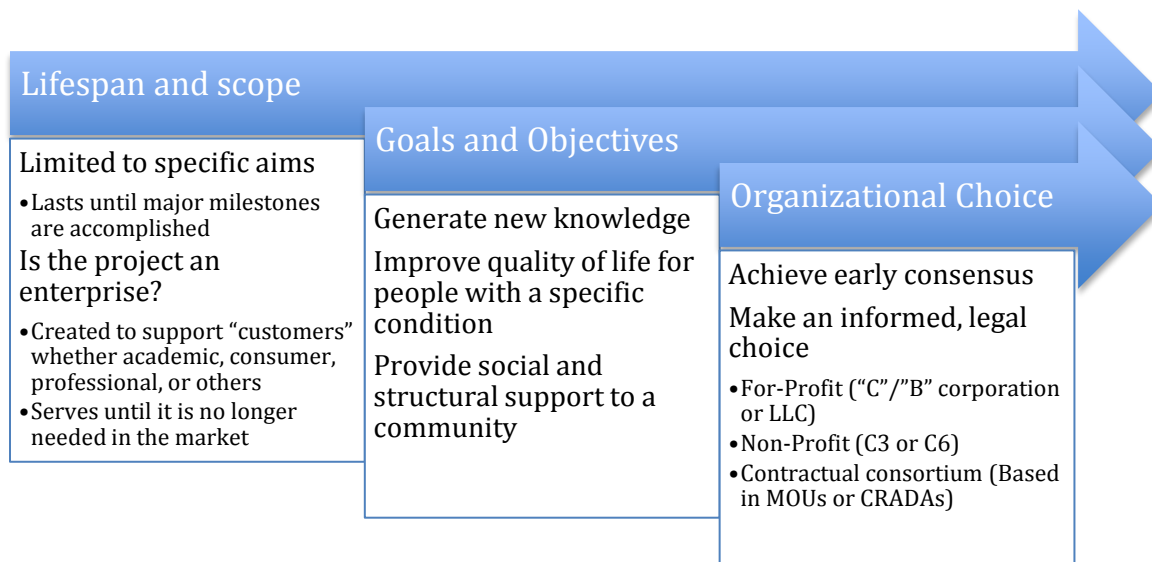 Lifespan and scope
Limited to specific aims
•Lasts until major milestones
are accomplished
Is the project an
enterprise?
•Created to support “customers”
whether academic, consumer,
professional, or others
•Serves until it is no longer
needed in the market
Goals and Objectives
Generate new knowledge
Improve quality of life for
people with a specific
condition
Provide social and
structural support to a
community
Organizational Choice
Achieve early consensus
Make an informed, legal
choice
•For-Profit (“C”/”B” corporation
or LLC)
•Non-Profit (C3 or C6)
•Contractual consortium (Based
in MOUs or CRADAs)